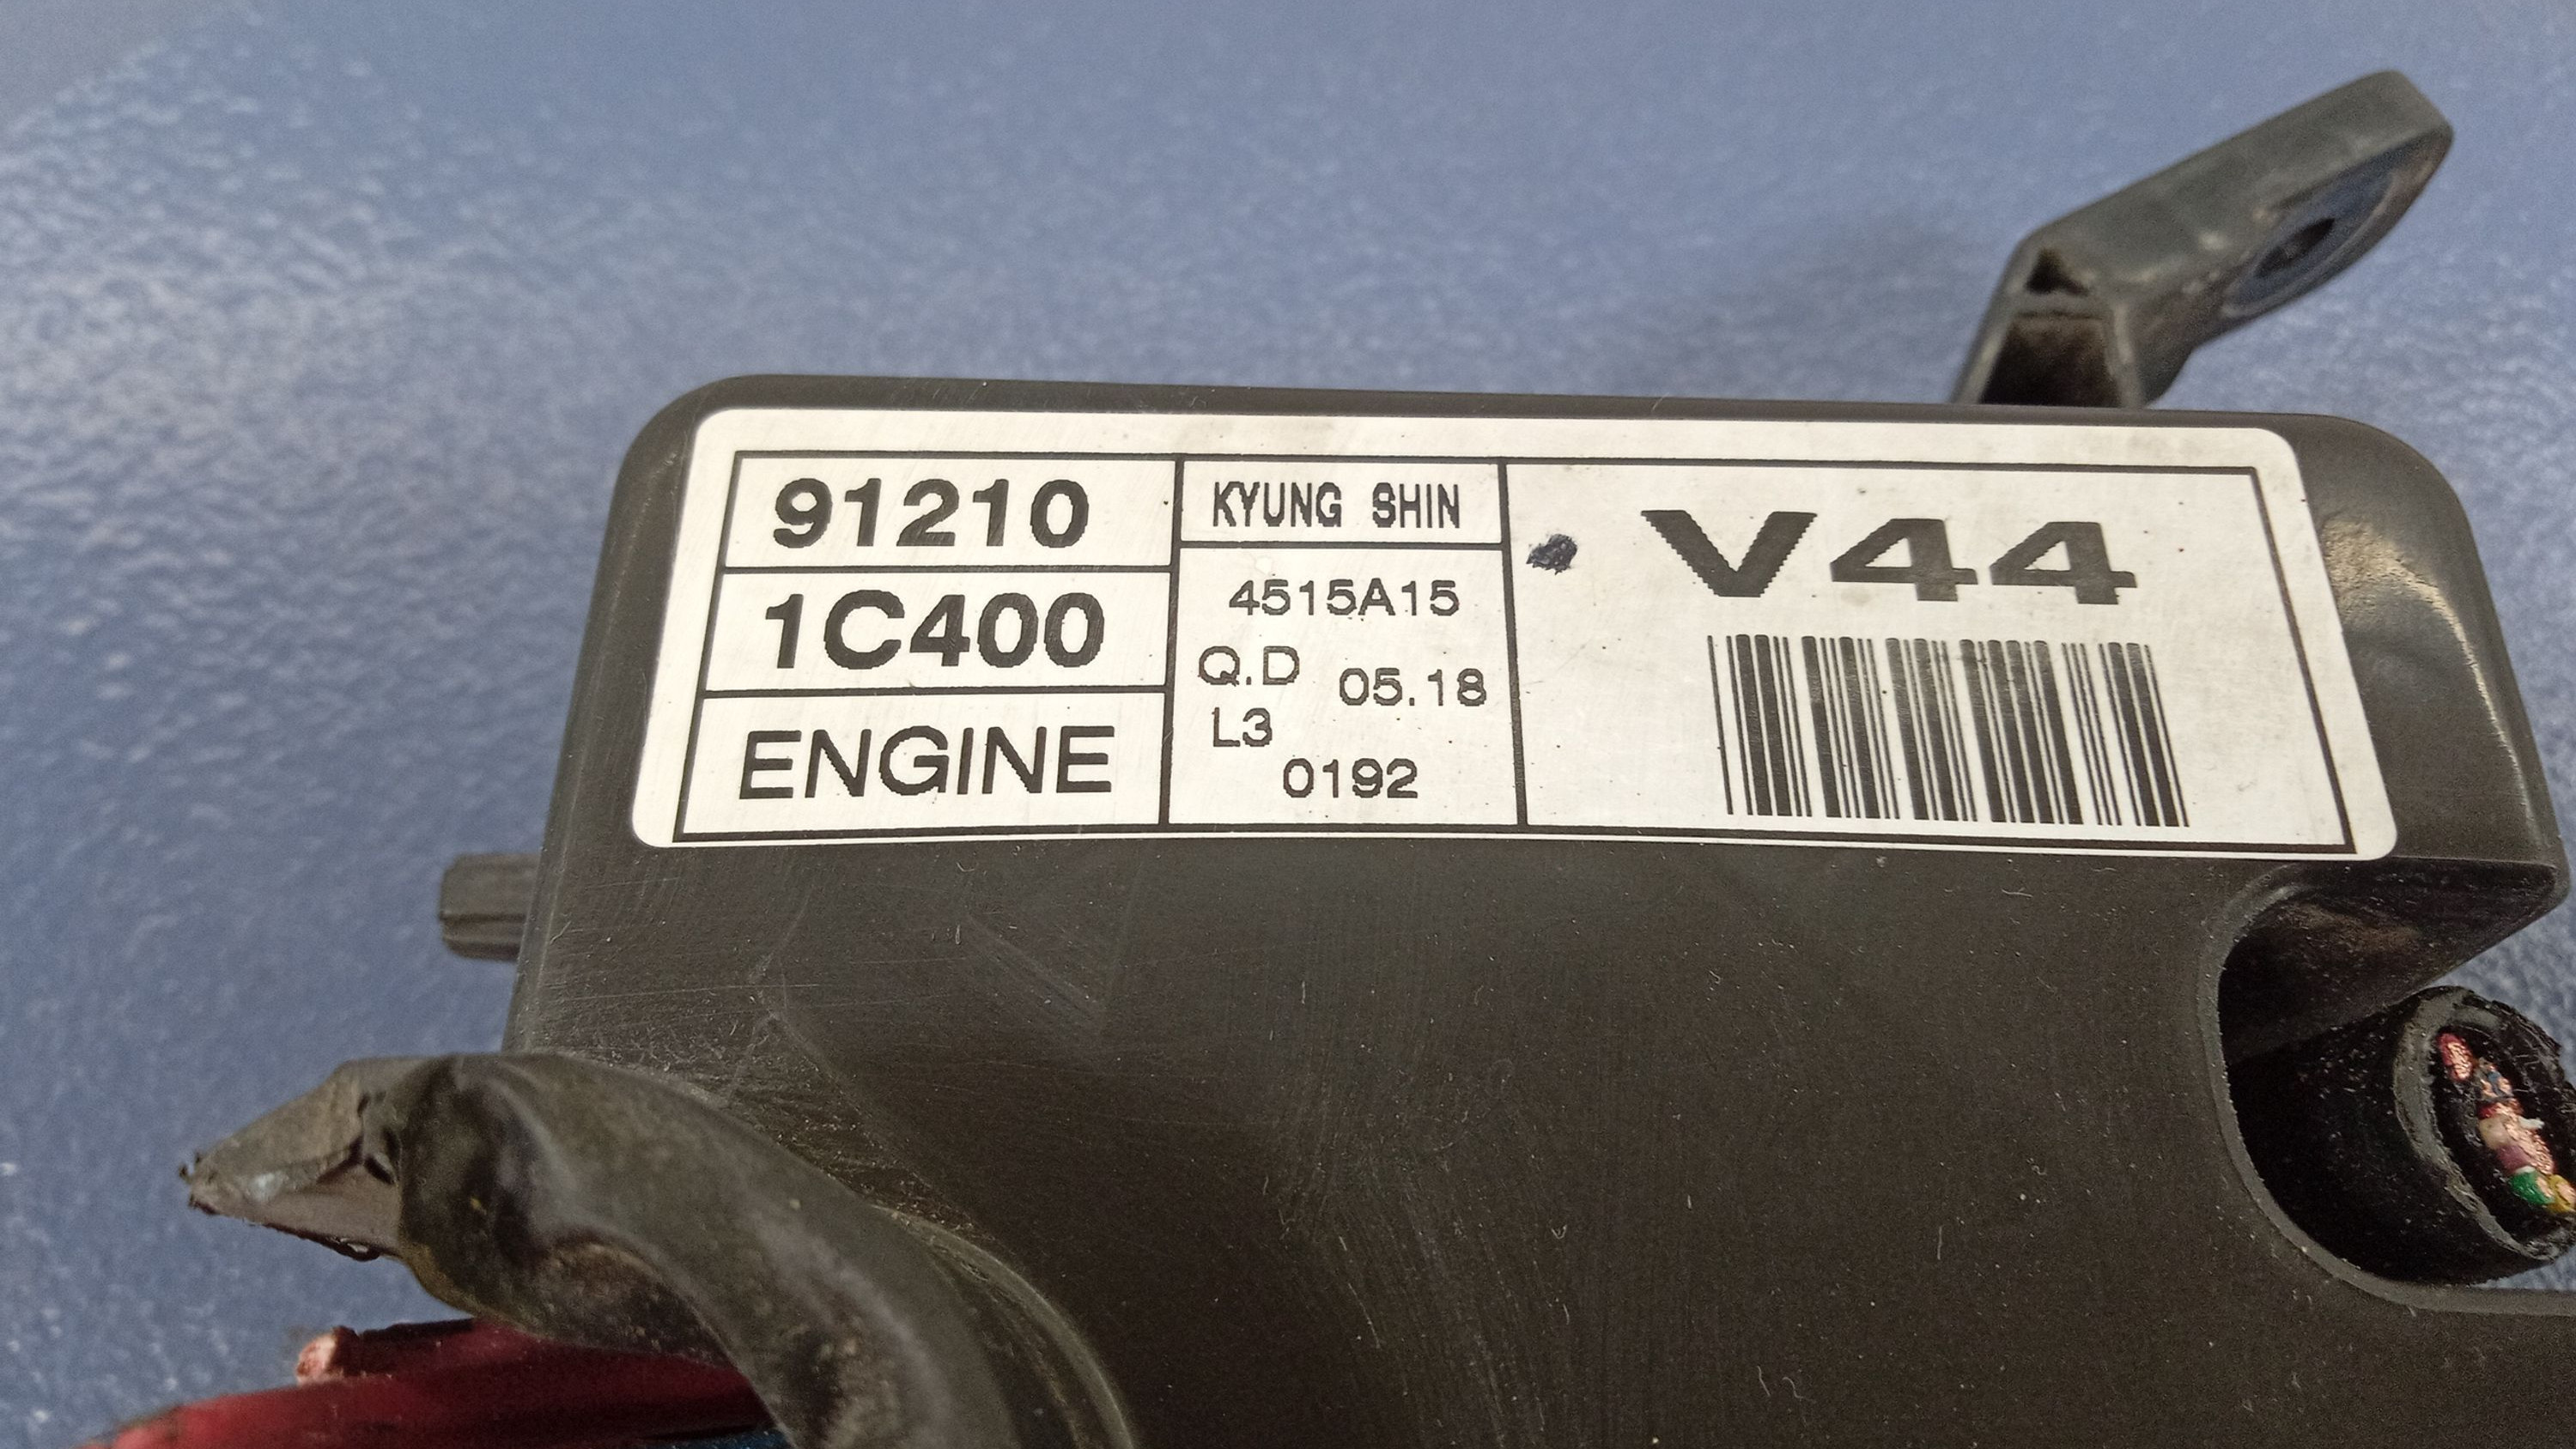 91210
1C400
ENGINE
KYUNG SHIN
4515A15
Q.D 05.18
L3
0192
V44